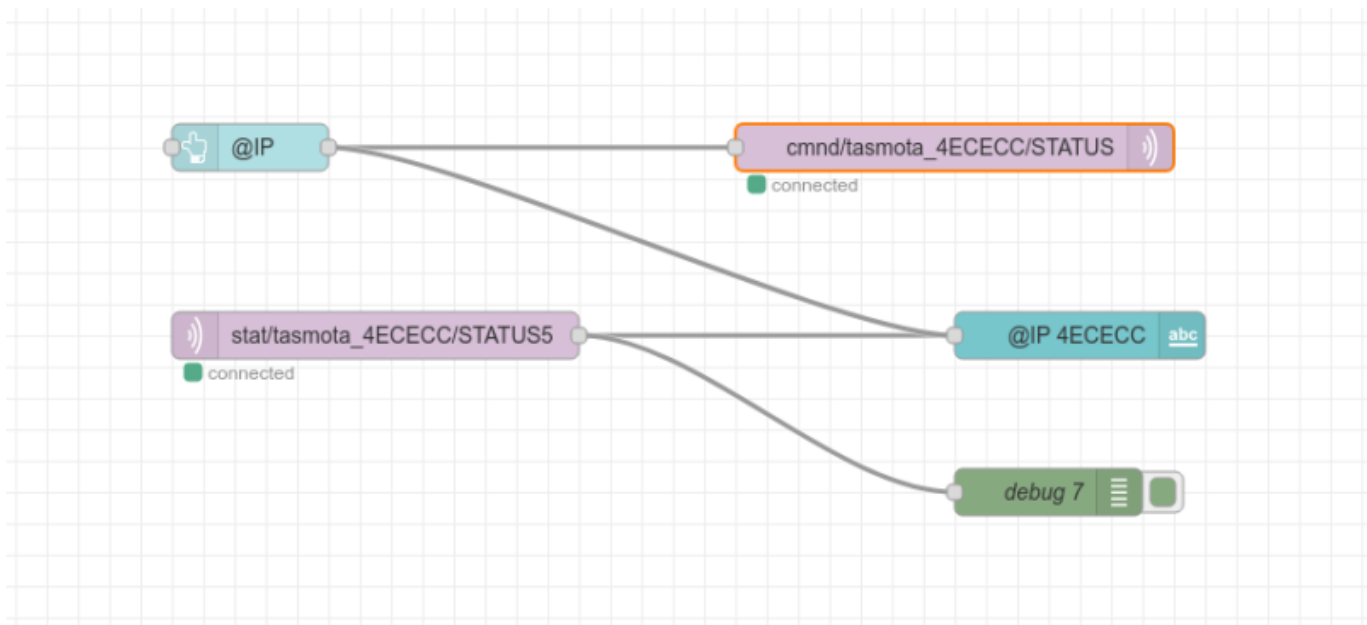 @IP
cmnd/tasmota_4ECECC/STATUS
connected
stat/tasmota_4ECECC/STATUS5
@IP 4ECECC
abc
connected
debug 7